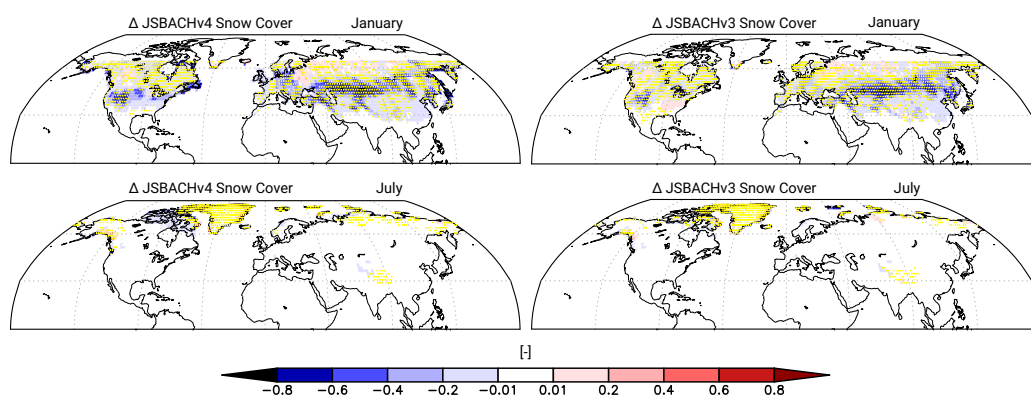 Δ JSBACHv4 Snow Cover January
Δ JSBACHv3 Snow Cover January
Δ JSBACHv4 Snow Cover July
Δ JSBACHv3 Snow Cover July
[-]
−0.8 −0.6 −0.4 −0.2 −0.01 0.01 0.2 0.4 0.6 0.8